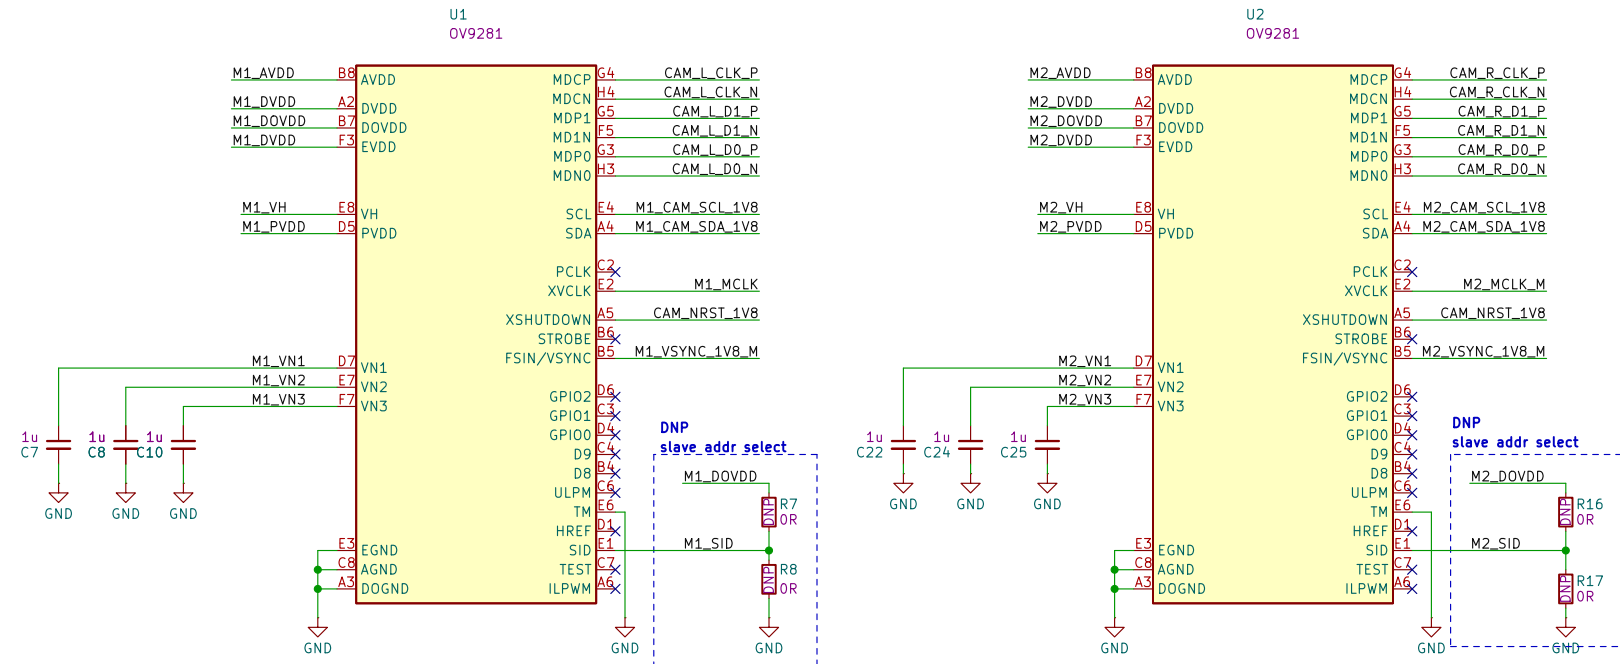 U1
OV9281
M1_AVDD B8 AVDD MDCP G4 CAM_L_CLK_P
MDCN H4 CAM_L_CLK_N
M1_DVDD A2 DVDD MDP1 G5 CAM_L_D1_P
M1_DOVDD B7 DOVDD MD1N F5 CAM_L_D1_N
M1_DVDD F3 EVDD MDP0 G3 CAM_L_D0_P
MDN0 H3 CAM_L_D0_N
M1_VH E8 VH SCL E4 M1_CAM_SCL_1V8
M1_PVDD D5 PVDD SDA A4 M1_CAM_SDA_1V8
PCLK C2
XVCLK E2 M1_MCLK
XSHUTDOWN A5 CAM_NRST_1V8
STROBE B6
FSIN/VSYNC B5 M1_VSYNC_1V8_M
M1_VN1 D7 VN1
M1_VN2 E7 VN2
M1_VN3 F7 VN3
GPIO2 D6
GPIO1 C3
GPIO0 D4
D9 C4
D8 B4
ULPM C6
TM E6
HREF D1
SID E1 M1_SID
TEST C7
ILPWM A6
E3 EGND
C8 AGND
A3 DOGND
1u 1u 1u
C7 C8 C10
GND GND GND
DNP
slave addr select
M1_DOVDD
DNP R7
0R
DNP R8
0R
GND GND GND
U2
OV9281
M2_AVDD B8 AVDD MDCP G4 CAM_R_CLK_P
MDCN H4 CAM_R_CLK_N
M2_DVDD A2 DVDD MDP1 G5 CAM_R_D1_P
M2_DOVDD B7 DOVDD MD1N F5 CAM_R_D1_N
M2_DVDD F3 EVDD MDP0 G3 CAM_R_D0_P
MDN0 H3 CAM_R_D0_N
M2_VH E8 VH SCL E4 M2_CAM_SCL_1V8
M2_PVDD D5 PVDD SDA A4 M2_CAM_SDA_1V8
PCLK C2
XVCLK E2 M2_MCLK_M
XSHUTDOWN A5 CAM_NRST_1V8
STROBE B6
FSIN/VSYNC B5 M2_VSYNC_1V8_M
M2_VN1 D7 VN1
M2_VN2 E7 VN2
M2_VN3 F7 VN3
GPIO2 D6
GPIO1 C3
GPIO0 D4
D9 C4
D8 B4
ULPM C6
TM E6
HREF D1
SID E1 M2_SID
TEST C7
ILPWM A6
E3 EGND
C8 AGND
A3 DOGND
1u 1u 1u
C22 C24 C25
GND GND GND
DNP
slave addr select
M2_DOVDD
DNP R16
0R
DNP R17
0R
GND GND GND